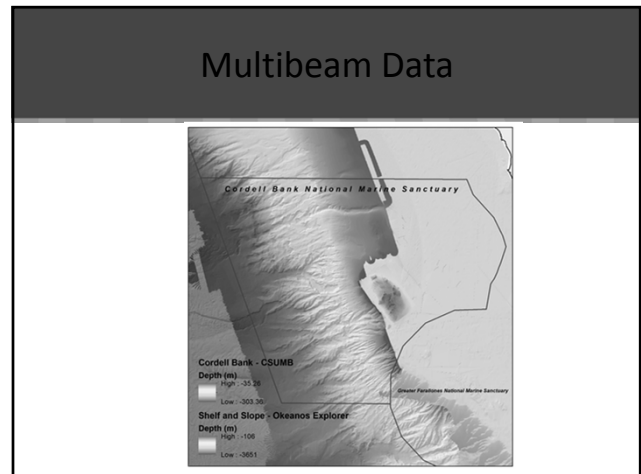 Multibeam Data
Cordell Bank National Marine Sanctuary
Cordell Bank - CSUMB
Depth (m)
High : -35.26
Low : -303.36
Greater Farallones National Marine Sanctuary
Shelf and Slope - Okeanos Explorer
Depth (m)
High : -106
Low : -3651